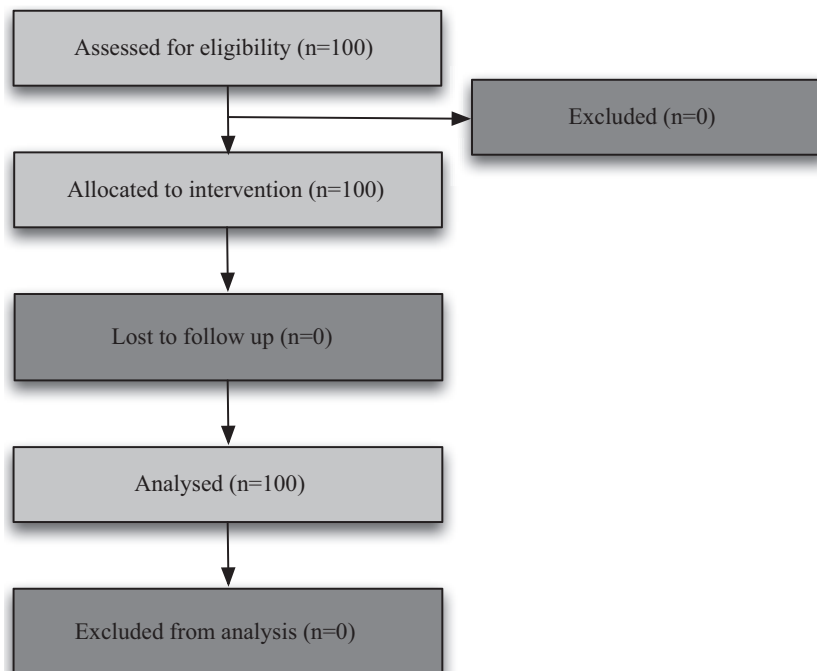 Assessed for eligibility (n=100)
Excluded (n=0)
Allocated to intervention (n=100)
Lost to follow up (n=0)
Analysed (n=100)
Excluded from analysis (n=0)